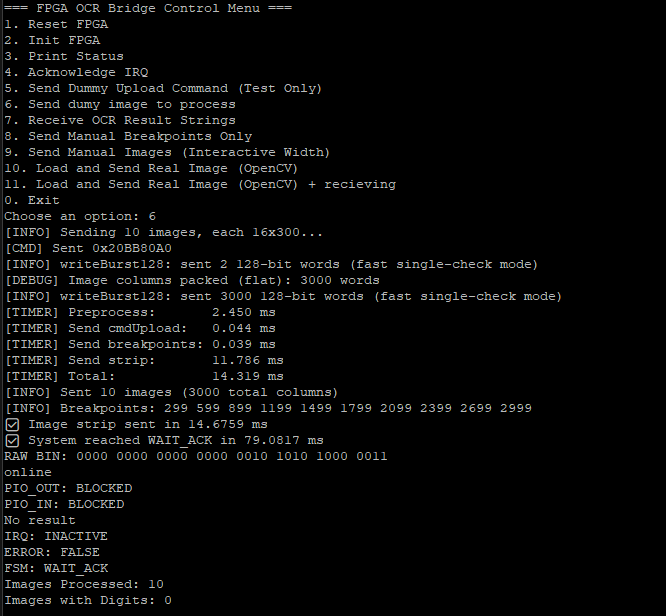 === FPGA OCR Bridge Control Menu ===
1. Reset FPGA
2. Init FPGA
3. Print Status
4. Acknowledge IRQ
5. Send Dummy Upload Command (Test Only)
6. Send dumy image to process
7. Receive OCR Result Strings
8. Send Manual Breakpoints Only
9. Send Manual Images (Interactive Width)
10. Load and Send Real Image (OpenCV)
11. Load and Send Real Image (OpenCV) + recieving
0. Exit
Choose an option: 6
[INFO] Sending 10 images, each 16x300...
[CMD] Sent 0x20BB80A0
[INFO] writeBurst128: sent 2 128-bit words (fast single-check mode)
[DEBUG] Image columns packed (flat): 3000 words
[INFO] writeBurst128: sent 3000 128-bit words (fast single-check mode)
[TIMER] Preprocess:       2.450 ms
[TIMER] Send cmdUpload:   0.044 ms
[TIMER] Send breakpoints: 0.039 ms
[TIMER] Send strip:       11.786 ms
[TIMER] Total:            14.319 ms
[INFO] Sent 10 images (3000 total columns)
[INFO] Breakpoints: 299 599 899 1199 1499 1799 2099 2399 2699 2999
☑ Image strip sent in 14.6759 ms
☑ System reached WAIT_ACK in 79.0817 ms
RAW BIN: 0000 0000 0000 0000 0010 1010 1000 0011
online
PIO_OUT: BLOCKED
PIO_IN: BLOCKED
No result
IRQ: INACTIVE
ERROR: FALSE
FSM: WAIT_ACK
Images Processed: 10
Images with Digits: 0